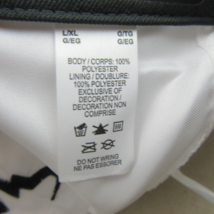 L/XL G/TG
G/EG G/EG
BODY / CORPS: 100%
POLYESTER
LINING / DOUBLURE:
100% POLYESTER
EXCLUSIVE OF
DECORATION /
DECORATION NON
COMPRISE
DO NOT WRING
NE PAS ESSORER